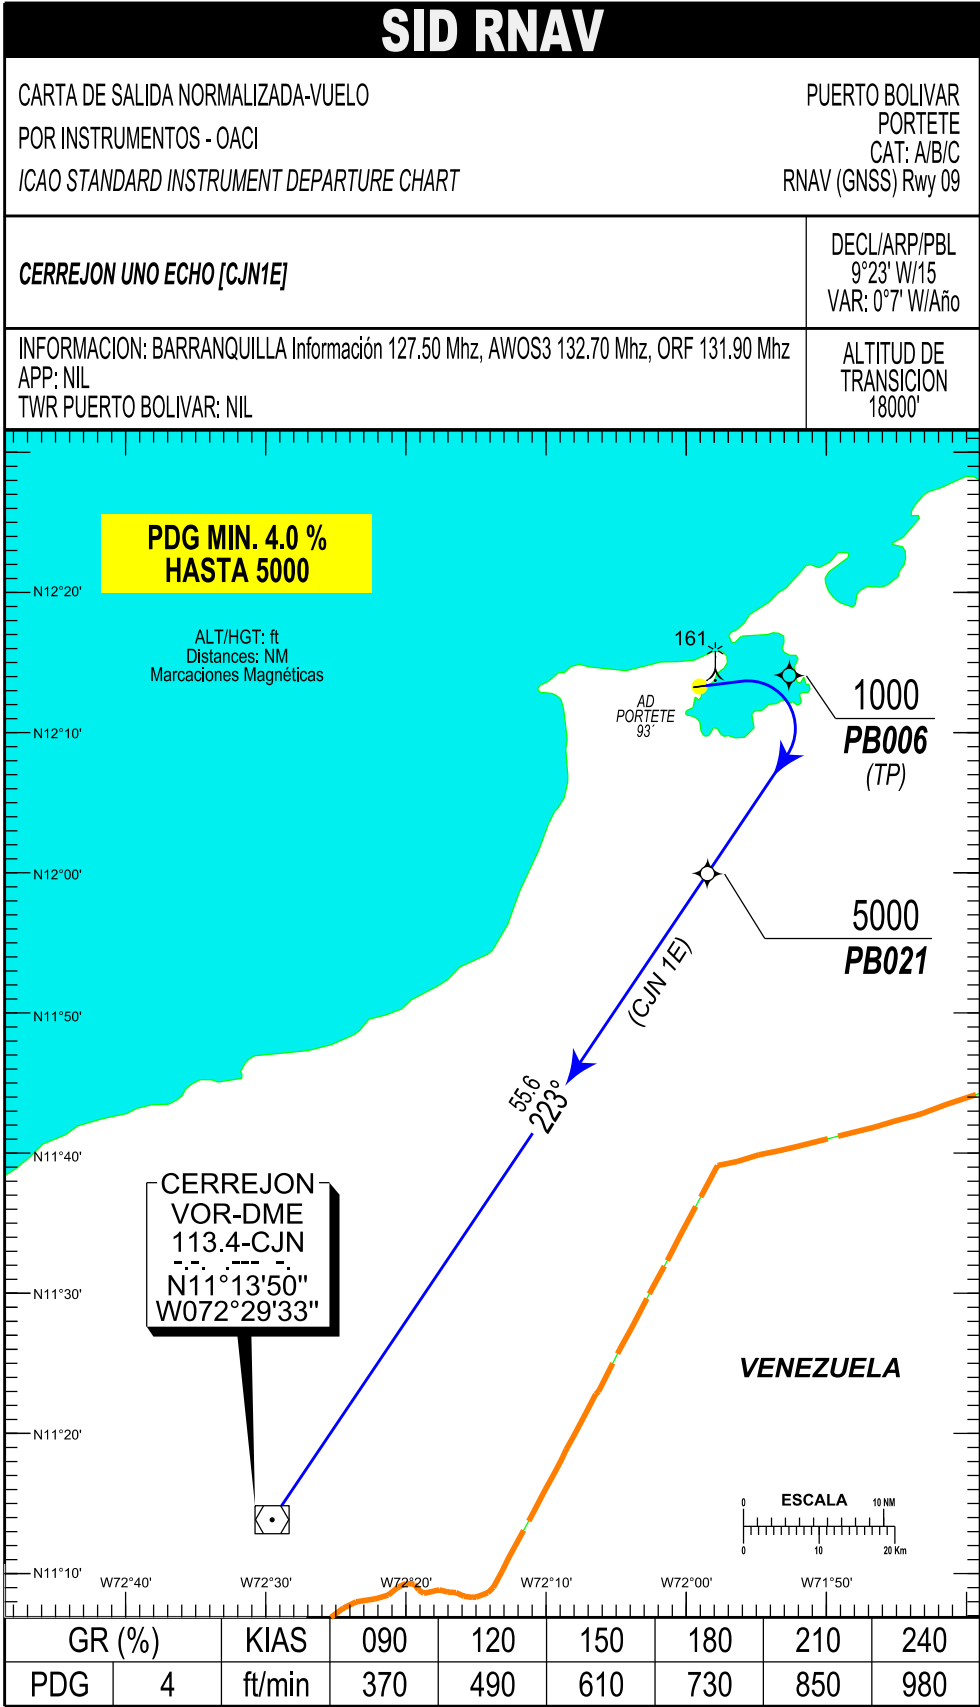 SID RNAV
CARTA DE SALIDA NORMALIZADA-VUELO
POR INSTRUMENTOS - OACI
ICAO STANDARD INSTRUMENT DEPARTURE CHART
PUERTO BOLIVAR
PORTETE
CAT: A/B/C
RNAV (GNSS) Rwy 09
CERREJON UNO ECHO [CJN1E]
DECL/ARP/PBL
9°23' W/15
VAR: 0°7' W/Año
INFORMACION: BARRANQUILLA Información 127.50 Mhz, AWOS3 132.70 Mhz, ORF 131.90 Mhz
APP: NIL
TWR PUERTO BOLIVAR: NIL
ALTITUD DE
TRANSICION
18000'
PDG MIN. 4.0 %
HASTA 5000
ALT/HGT: ft
Distances: NM
Marcaciones Magnéticas
N12°20'
161
AD
PORTETE
93´
1000
PB006
(TP)
N12°10'
N12°00'
5000
PB021
(CJN 1E)
N11°50'
55.6
223°
N11°40'
CERREJON
VOR-DME
113.4-CJN
-.-. .--- -.
N11°13'50"
W072°29'33"
N11°30'
VENEZUELA
N11°20'
ESCALA
0 10 NM
0 10 20 Km
N11°10'
W72°40' W72°30' W72°20' W72°10' W72°00' W71°50'
GR (%) KIAS 090 120 150 180 210 240
PDG 4 ft/min 370 490 610 730 850 980